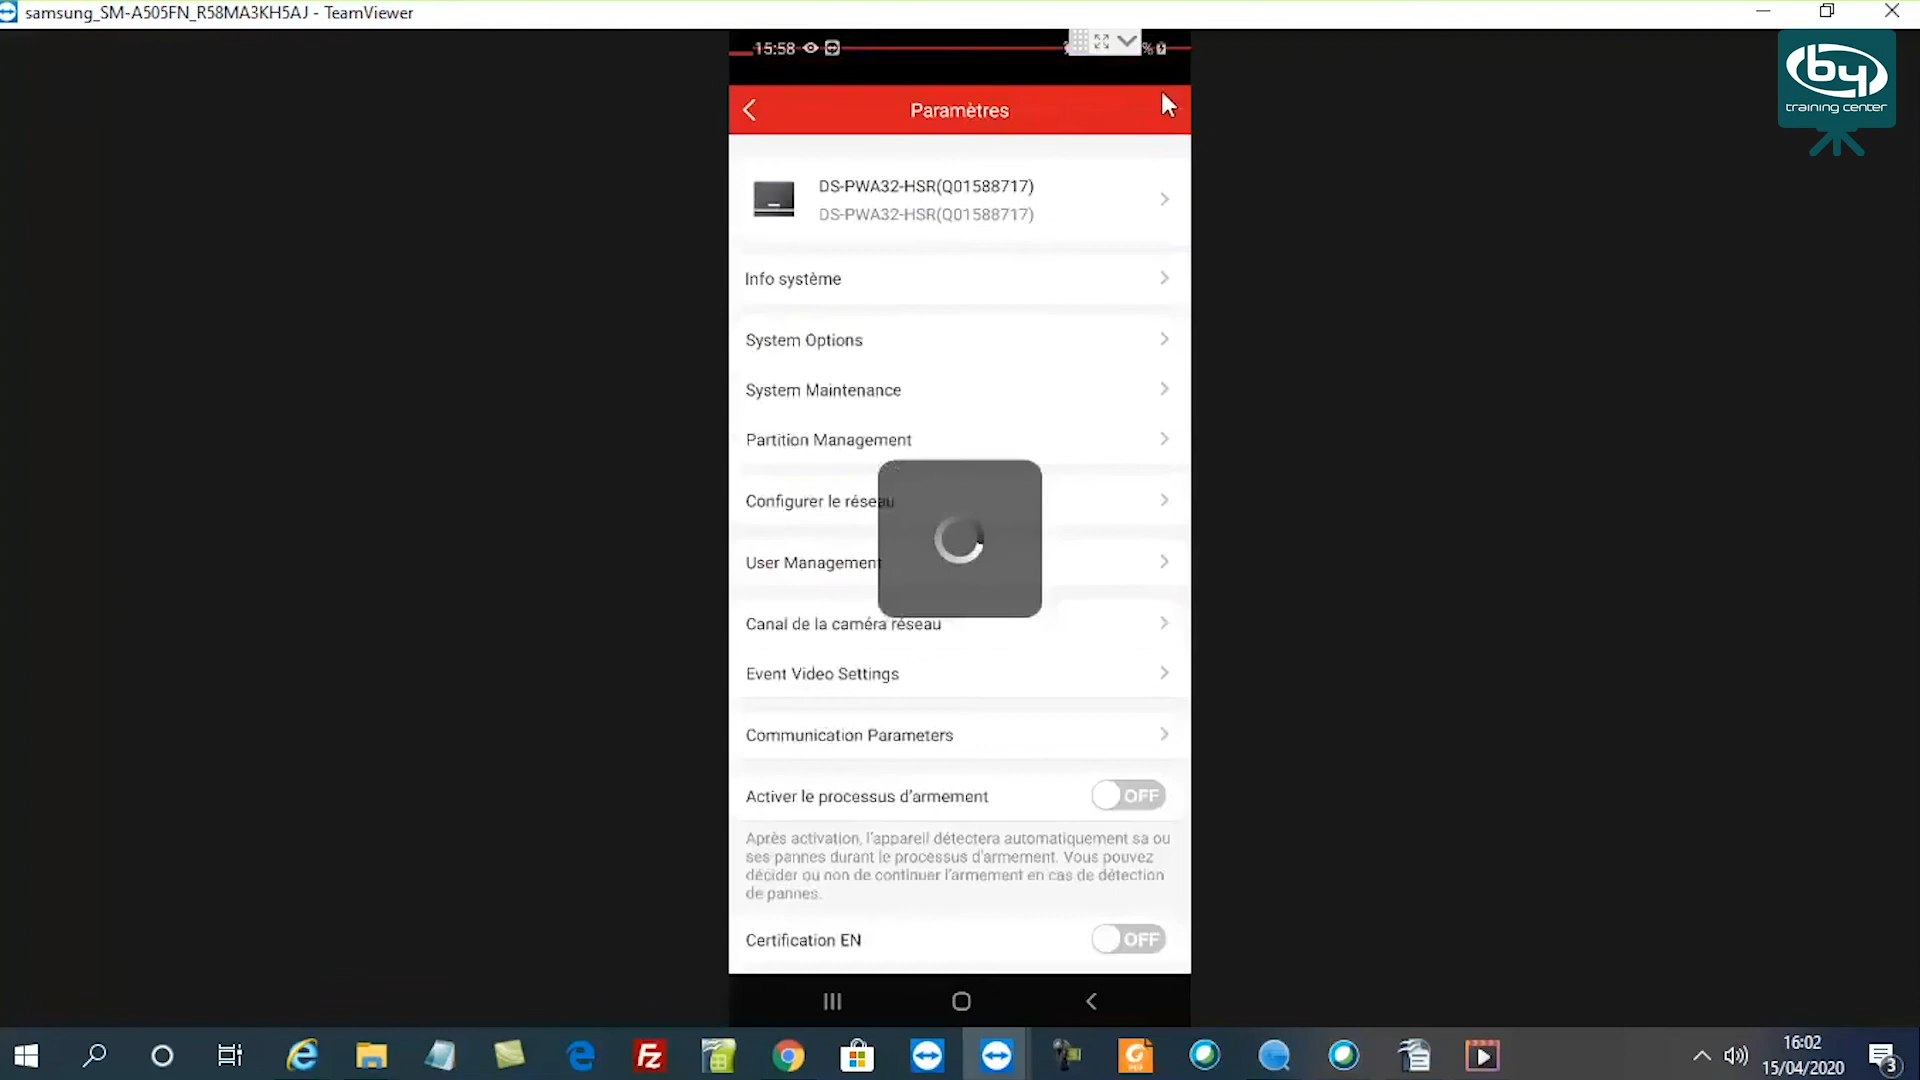 samsung_SM-A505FN_R58MA3KH5AJ - TeamViewer
by
training center
15:58
%
Paramètres
DS-PWA32-HSR(Q01588717)
DS-PWA32-HSR(Q01588717)
Info système
System Options
System Maintenance
Partition Management
Configurer le réseau
User Management
Canal de la caméra réseau
Event Video Settings
Communication Parameters
Activer le processus d'armement
OFF
Après activation, l'appareil détectera automatiquement sa ou
ses pannes durant le processus d'armement. Vous pouvez
décider ou non de continuer l'armement en cas de détection
de pannes.
Certification EN
OFF
16:02
15/04/2020
3